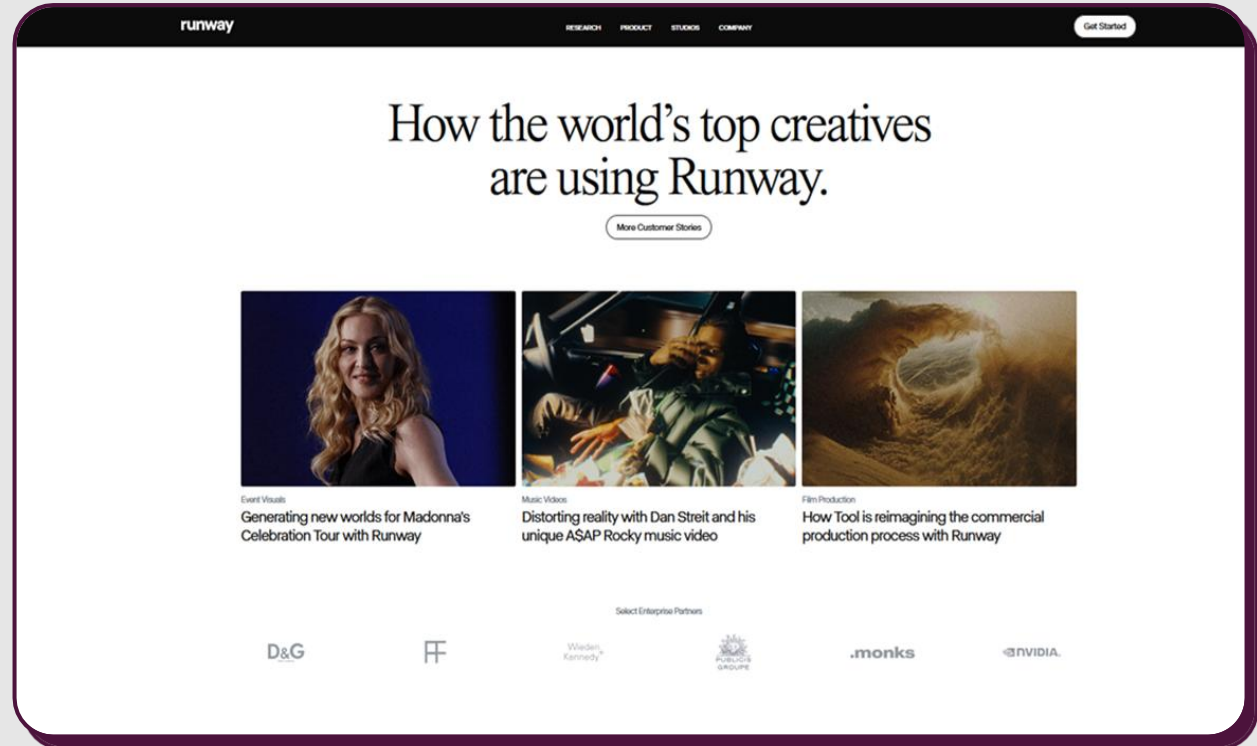 runway
RESEARCH PRODUCT STUDIOS COMPANY
Get Started
How the world's top creatives
are using Runway.
More Customer Stories
Event Visuals
Generating new worlds for Madonna's
Celebration Tour with Runway
Music Videos
Distorting reality with Dan Streit and his
unique A$AP Rocky music video
Film Production
How Tool is reimagining the commercial
production process with Runway
Select Enterprise Partners
D&G
Wieden
Kennedy+
PUBLICIS
GROUPE
.monks
NVIDIA.